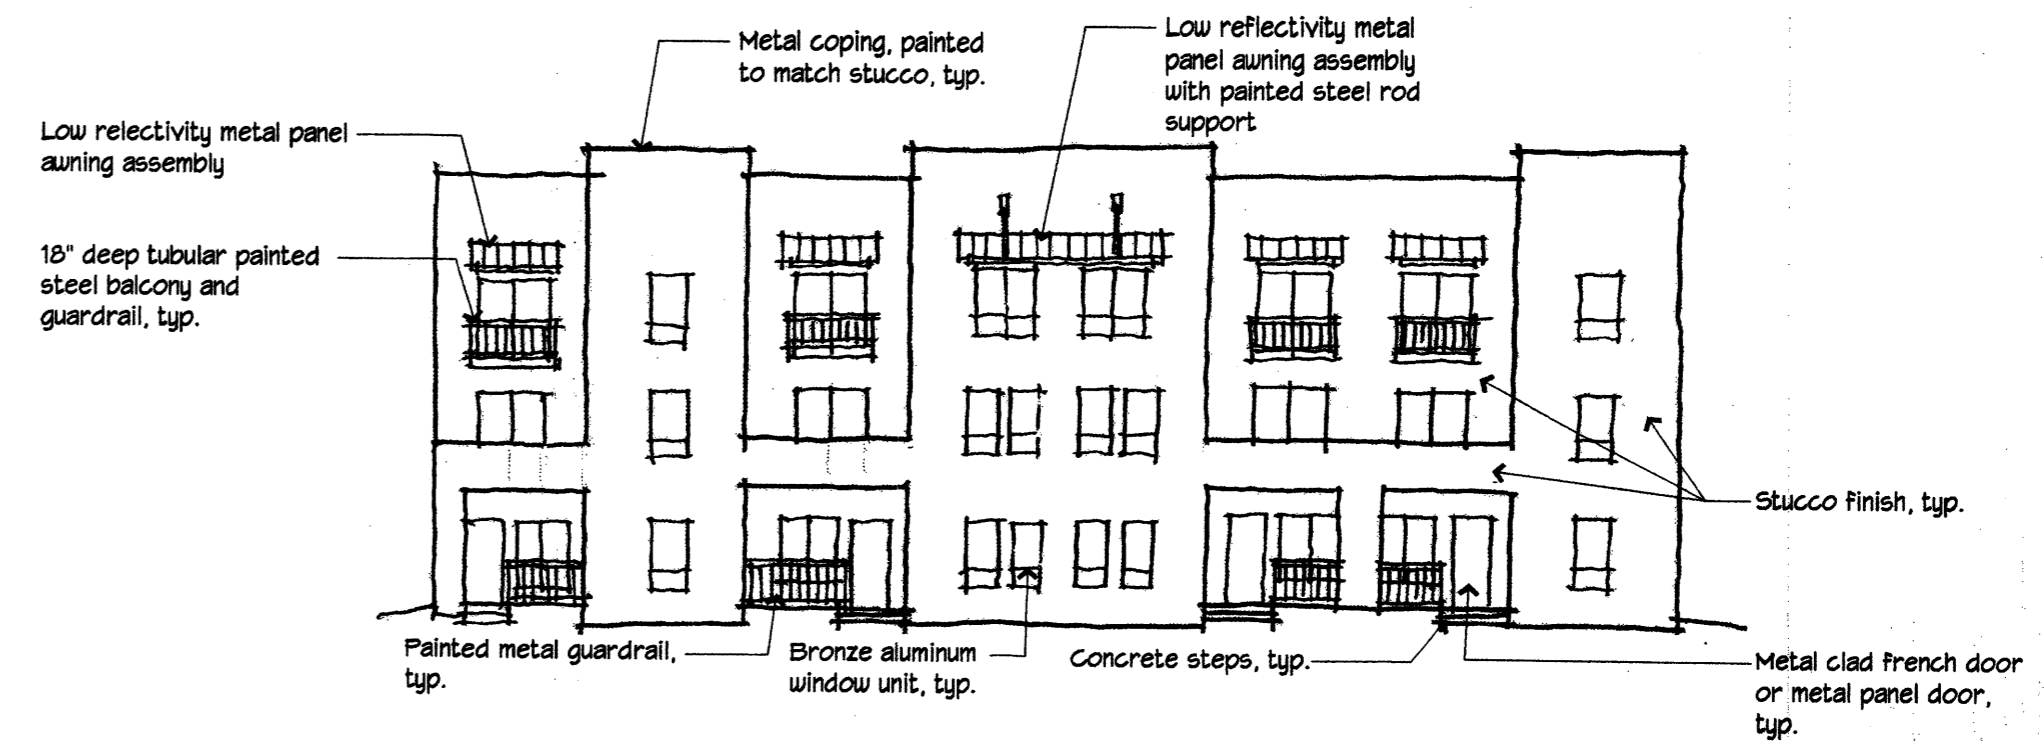 Metal coping, painted
to match stucco, typ.
Low reflectivity metal
panel awning assembly
with painted steel rod
support
Low relectivity metal panel
awning assembly
18" deep tubular painted
steel balcony and
guardrail, typ.
Stucco finish, typ.
Painted metal guardrail,
typ.
Bronze aluminum
window unit, typ.
Concrete steps, typ.
Metal clad french door
or metal panel door,
typ.